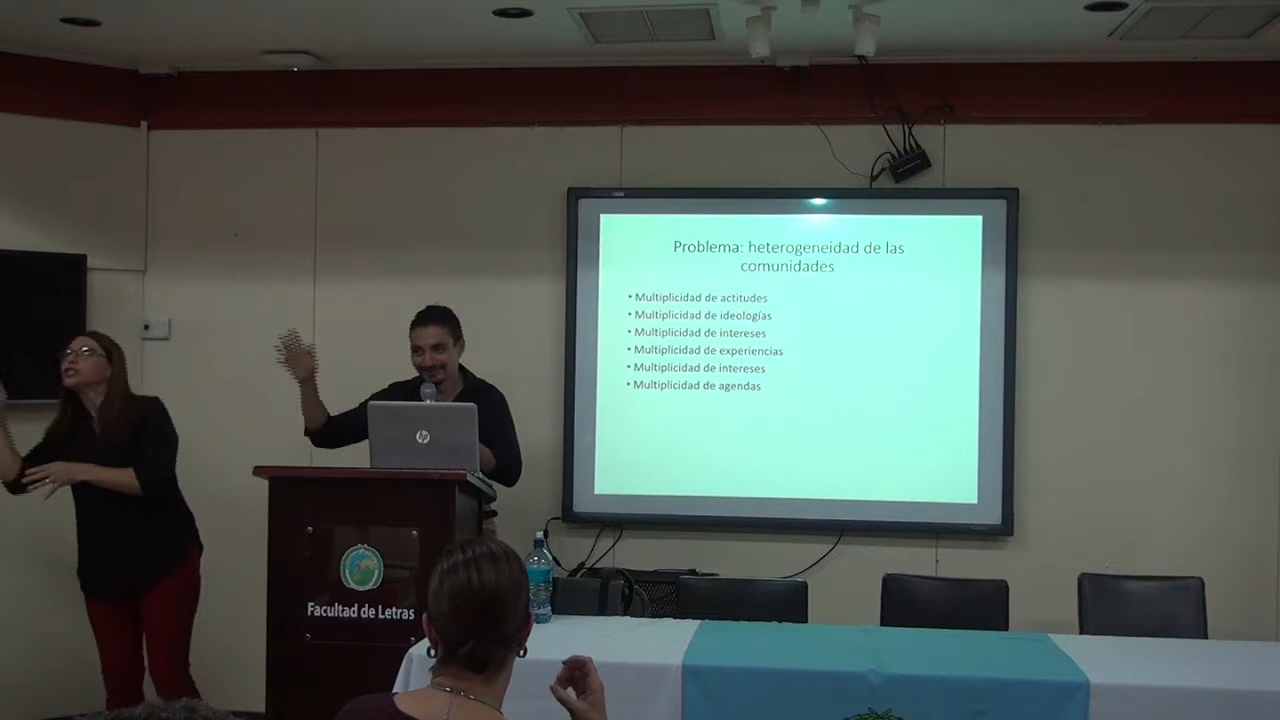 Problema: heterogeneidad de las
comunidades
• Multiplicidad de actitudes
• Multiplicidad de ideologías
• Multiplicidad de intereses
• Multiplicidad de experiencias
• Multiplicidad de intereses
• Multiplicidad de agendas
hp
Facultad de Letras